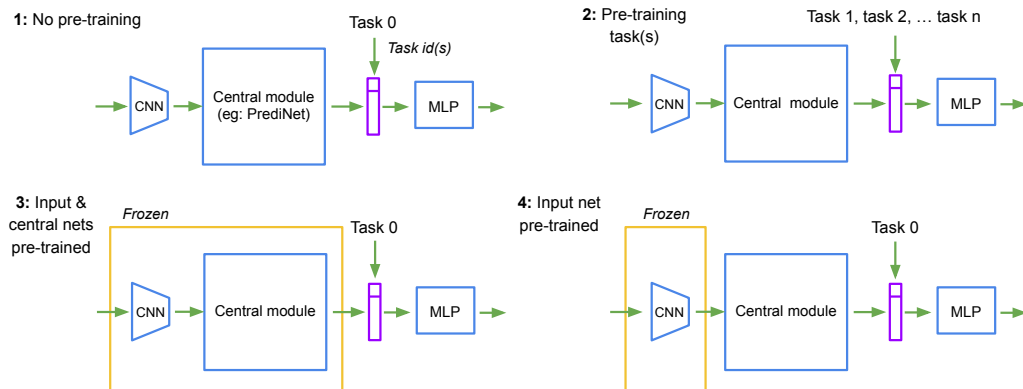 1: No pre-training
Task 0
Task id(s)
CNN
Central module
(eg: PrediNet)
MLP
2: Pre-training
task(s)
Task 1, task 2, … task n
CNN
Central module
MLP
3: Input &
central nets
pre-trained
Frozen
Task 0
CNN
Central module
MLP
4: Input net
pre-trained
Frozen
Task 0
CNN
Central module
MLP